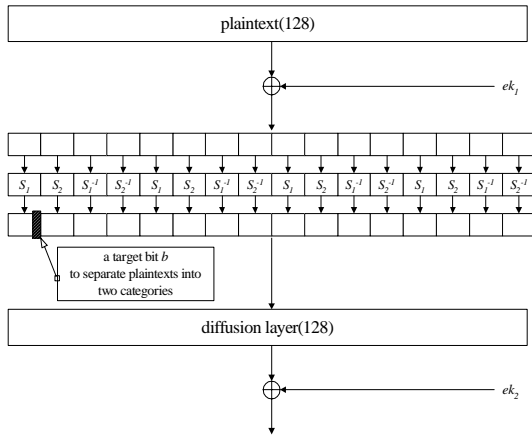 plaintext(128)
ek₁
S₁ S₂ S₁⁻¹ S₂⁻¹ S₁ S₂ S₁⁻¹ S₂⁻¹ S₁ S₂ S₁⁻¹ S₂⁻¹ S₁ S₂ S₁⁻¹ S₂⁻¹
a target bit b
to separate plaintexts into
two categories
diffusion layer(128)
ek₂